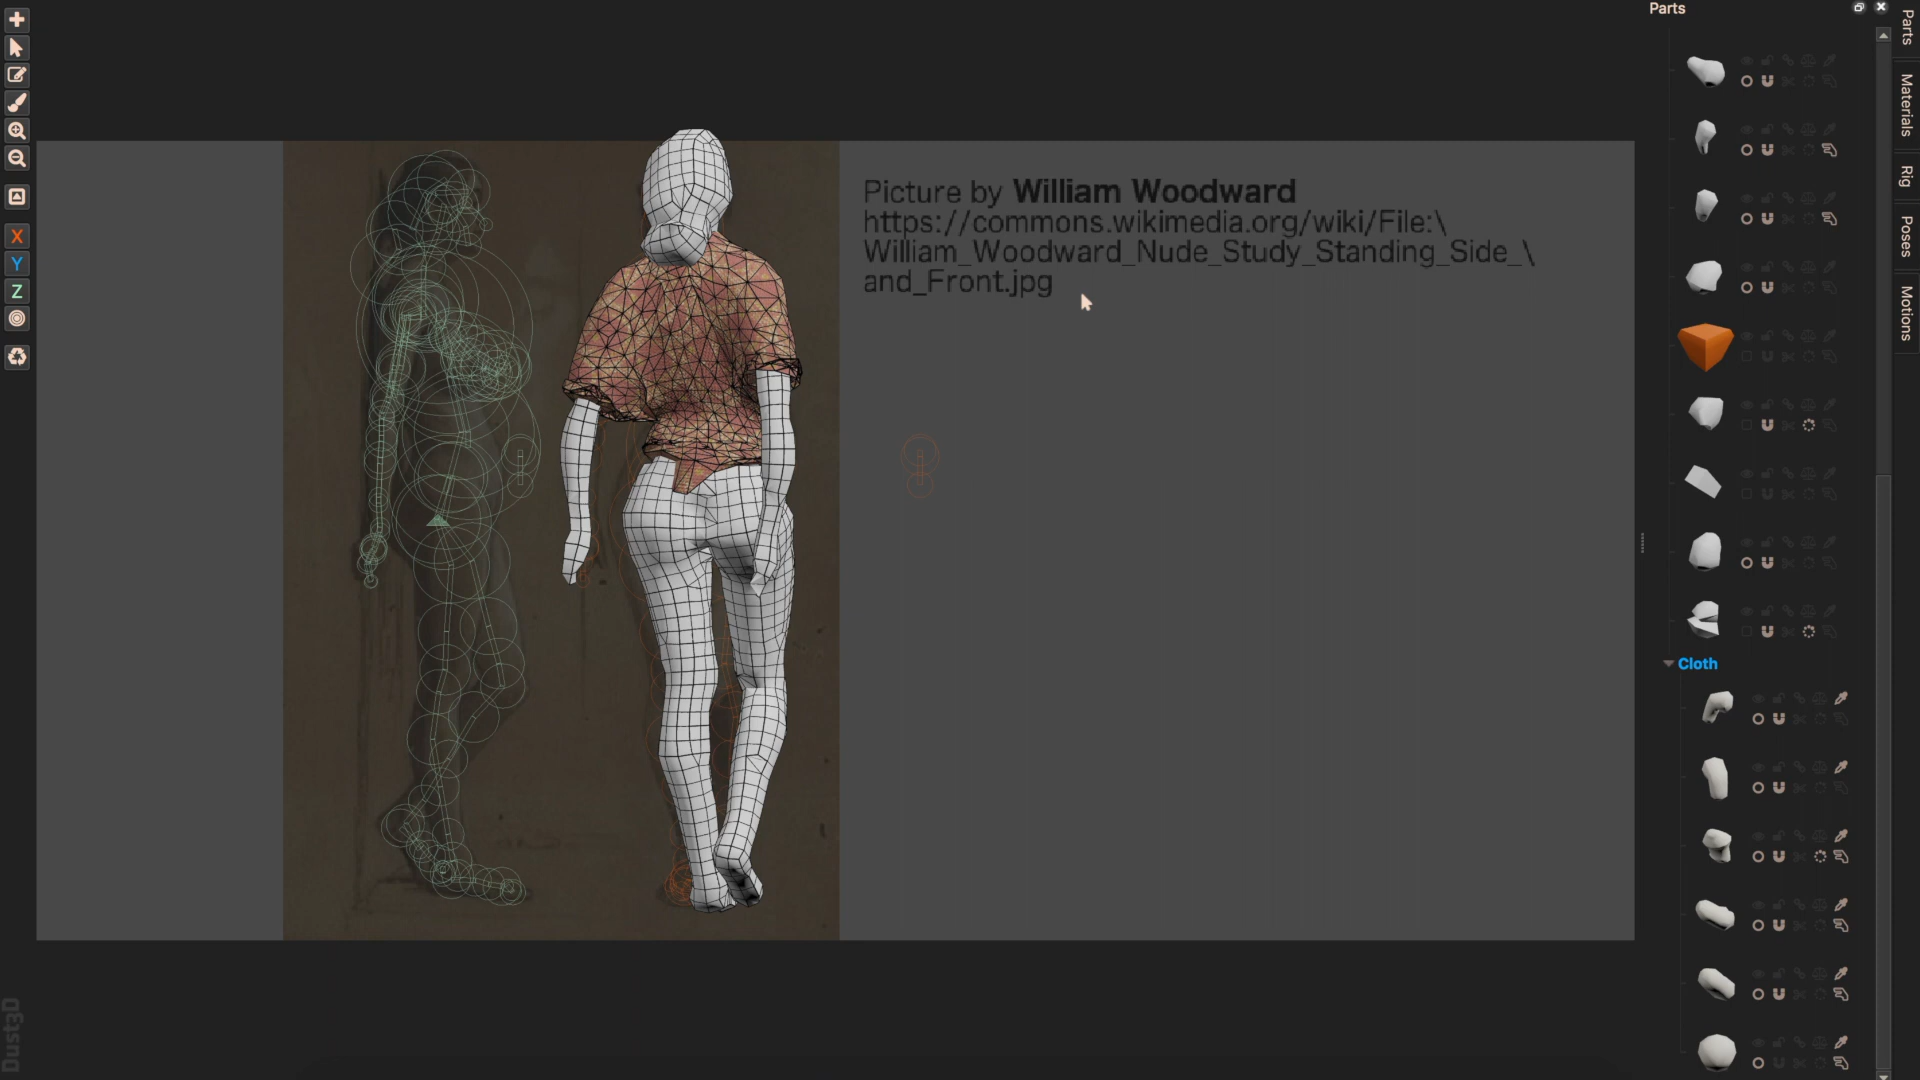 Parts
Parts
Materials
Rig
Poses
Motions
X
Y
Z
Picture by William Woodward
https://commons.wikimedia.org/wiki/File:\
William_Woodward_Nude_Study_Standing_Side_\
and_Front.jpg
Cloth
Dust3D